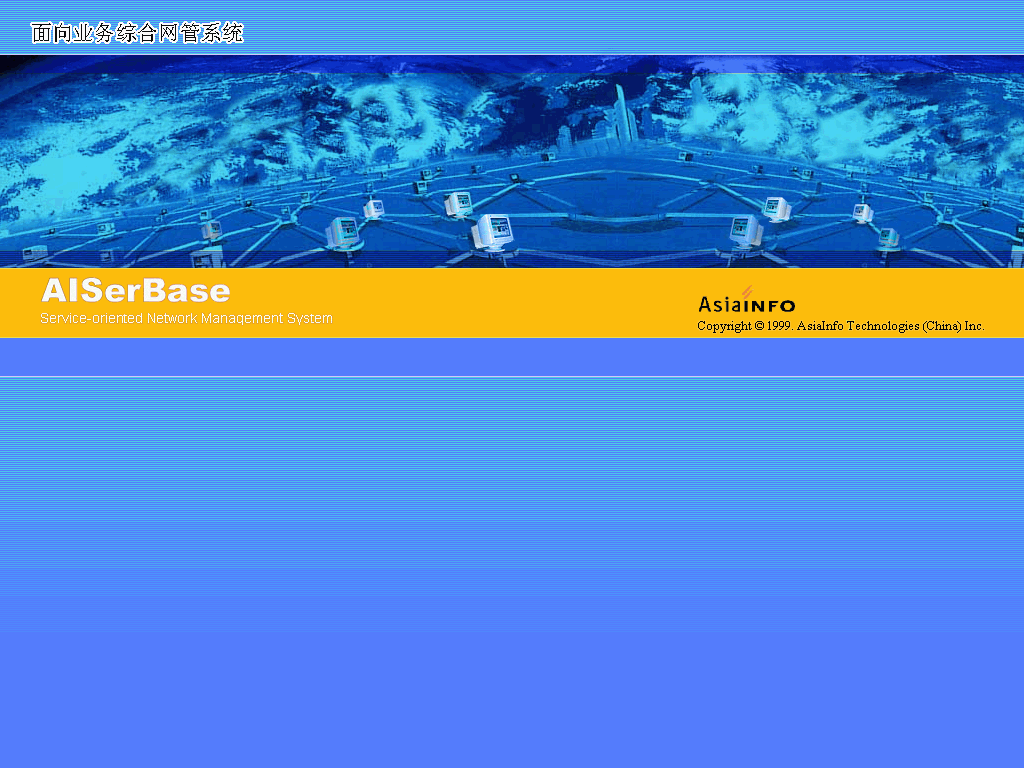 面向业务综合网管系统
AISerBase
Service-oriented Network Management System
AsiaINFO
Copyright © 1999. AsiaInfo Technologies (China) Inc.